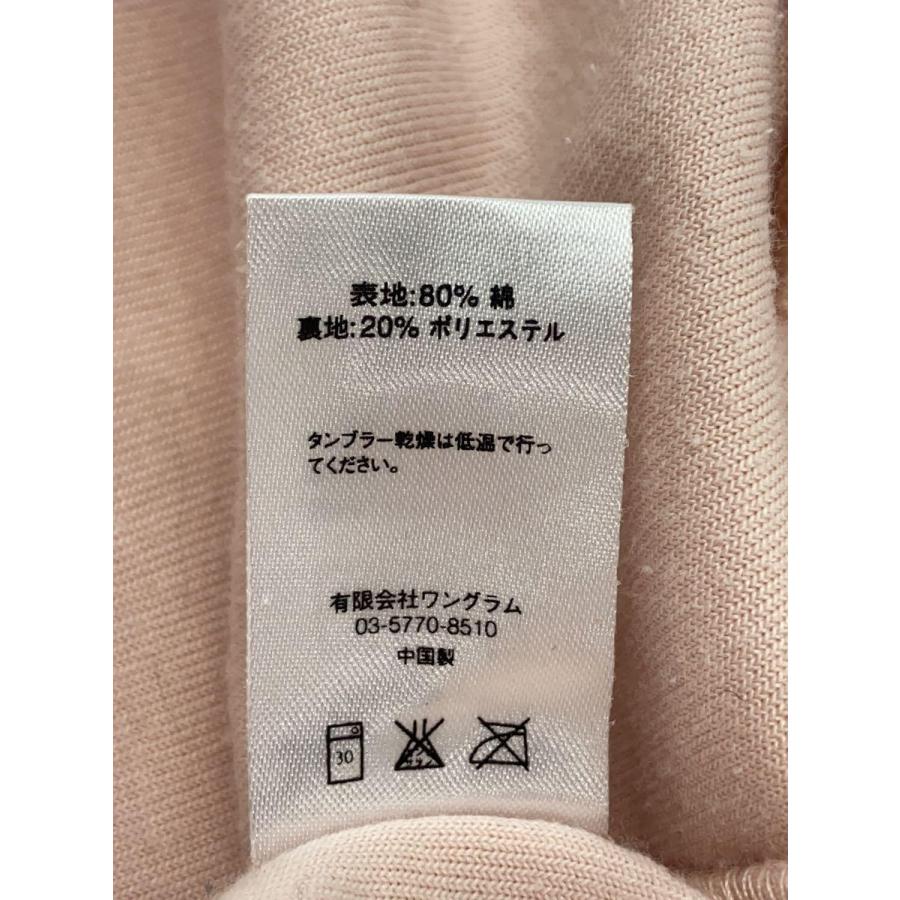 表地:80% 綿
裏地:20% ポリエステル
タンブラー乾燥は低温で行っ
てください。
有限会社ワングラム
03-5770-8510
中国製
30